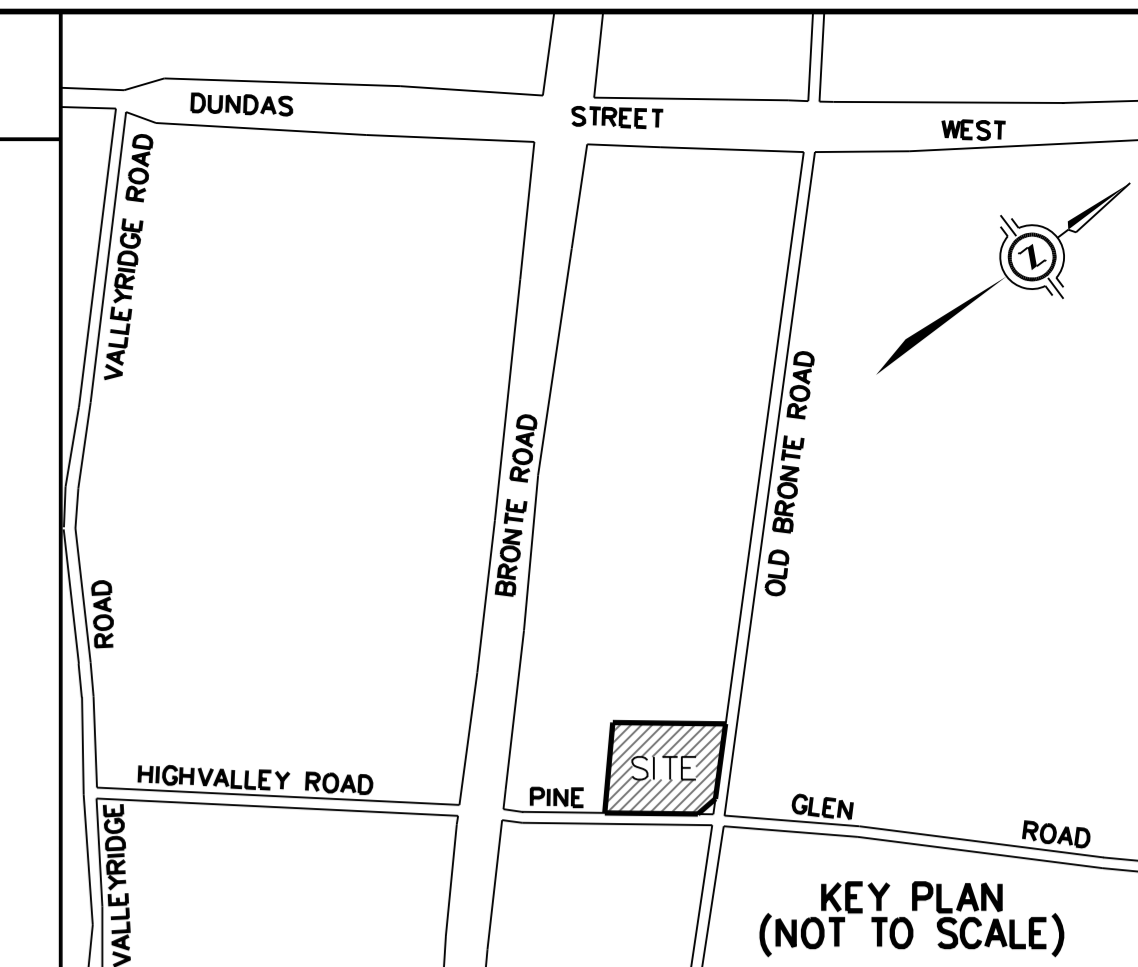 DUNDAS STREET WEST
VALLEYRIDGE ROAD
N
BRONTE ROAD
OLD BRONTE ROAD
ROAD
SITE
HIGHVALLEY ROAD
PINE GLEN ROAD
VALLEYRIDGE
KEY PLAN
(NOT TO SCALE)